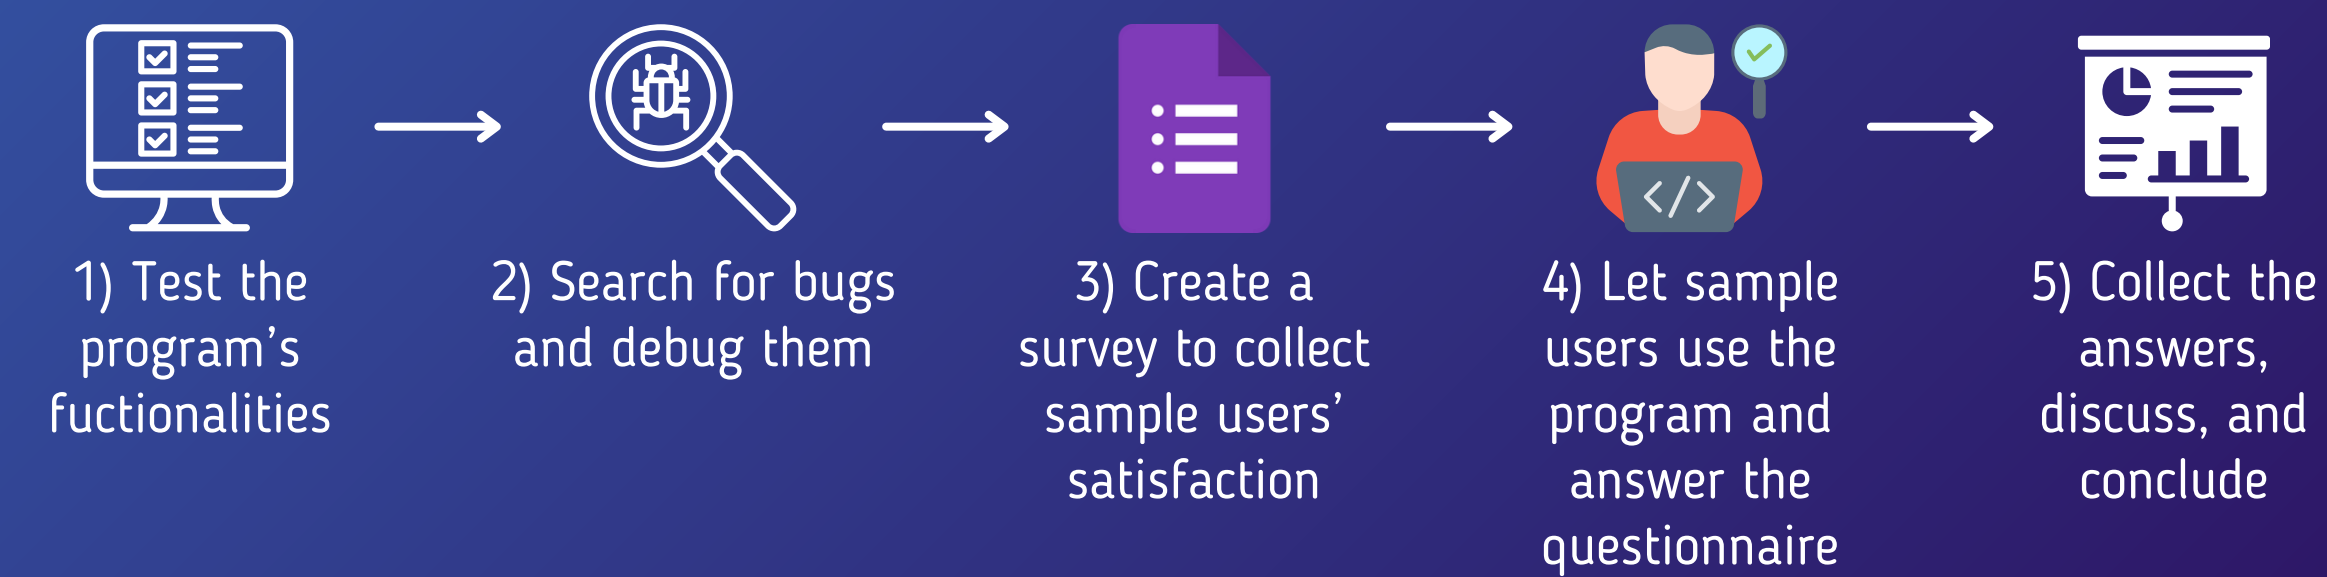 1) Test the
program's
fuctionalities
2) Search for bugs
and debug them
3) Create a
survey to collect
sample users'
satisfaction
4) Let sample
users use the
program and
answer the
questionnaire
5) Collect the
answers,
discuss, and
conclude